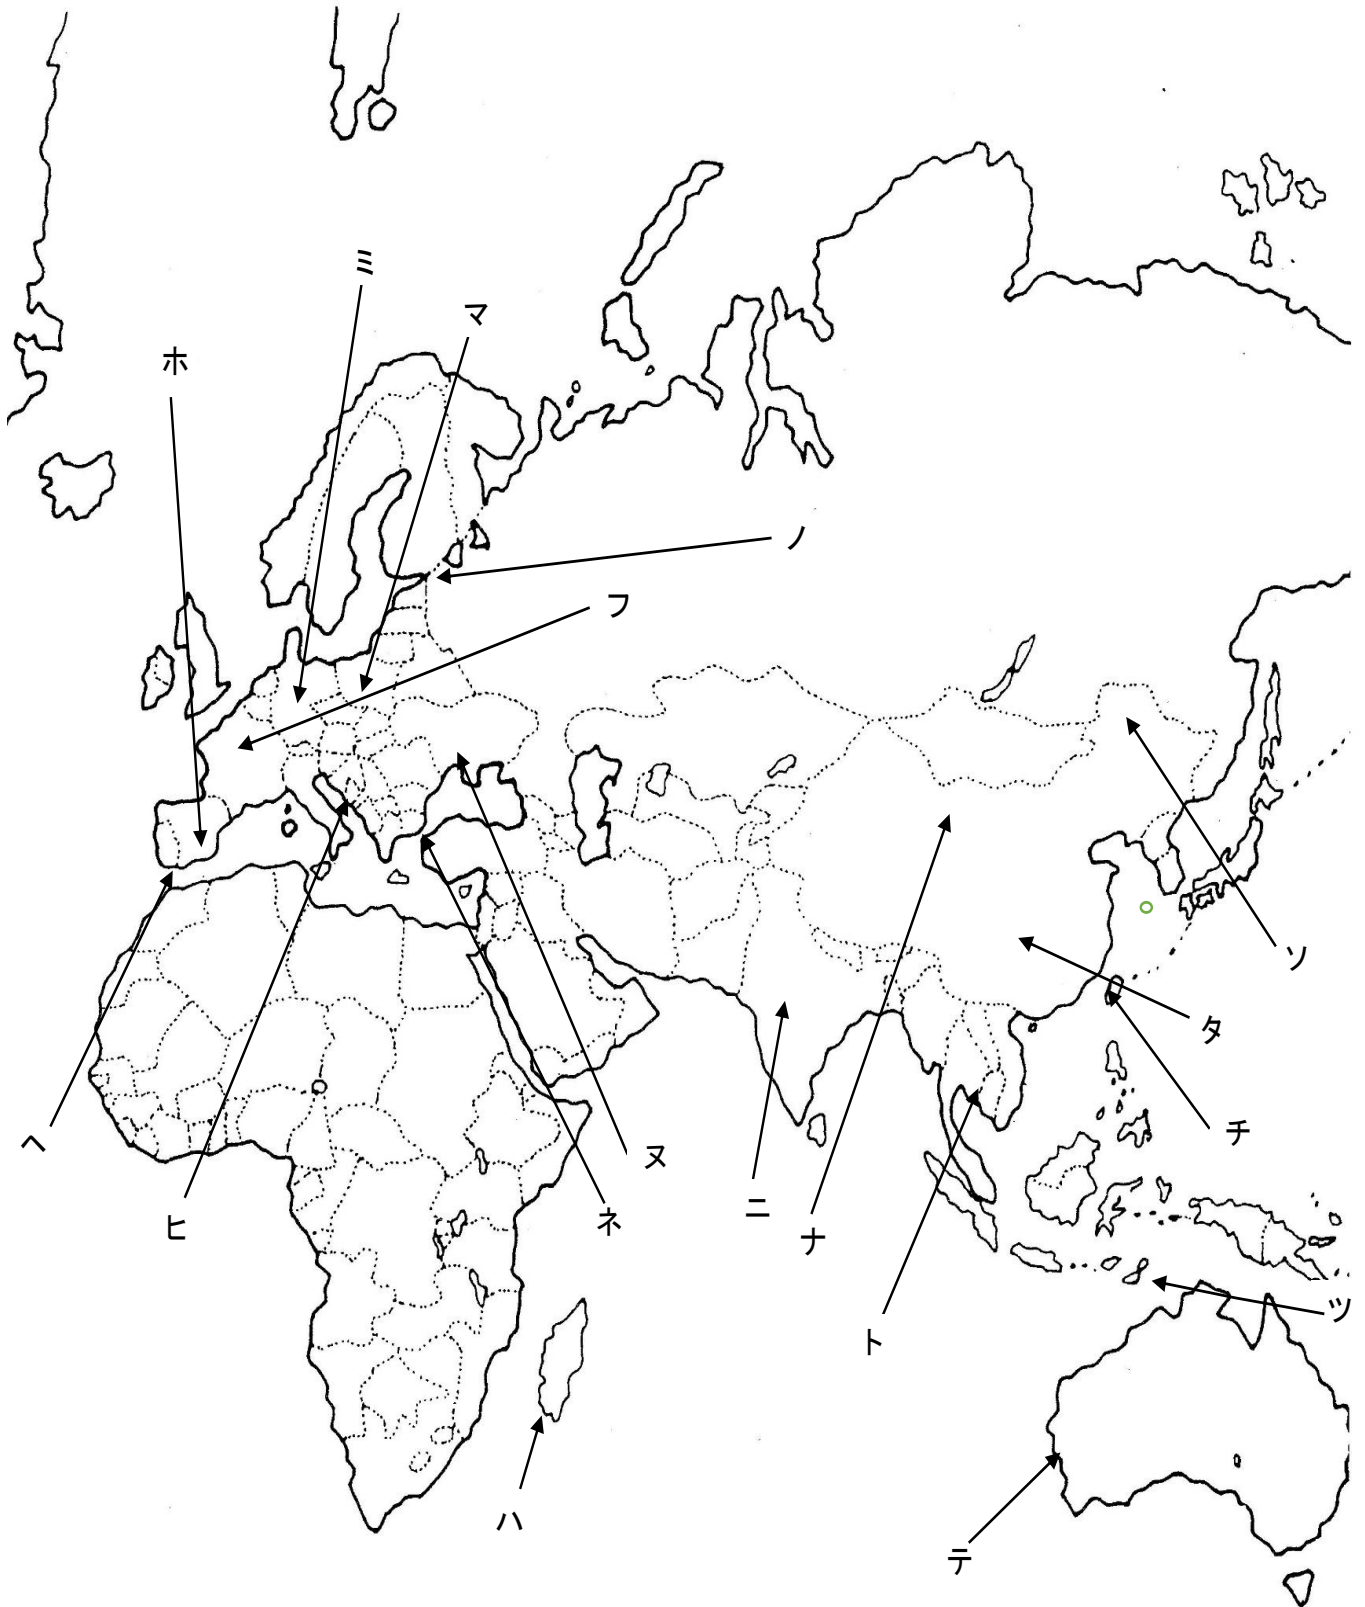 ミ
マ
ホ
ノ
フ
ソ
タ
チ
ヘ
ヌ
ニ
ネ
ヒ
ナ
ツ
ト
ハ
テ